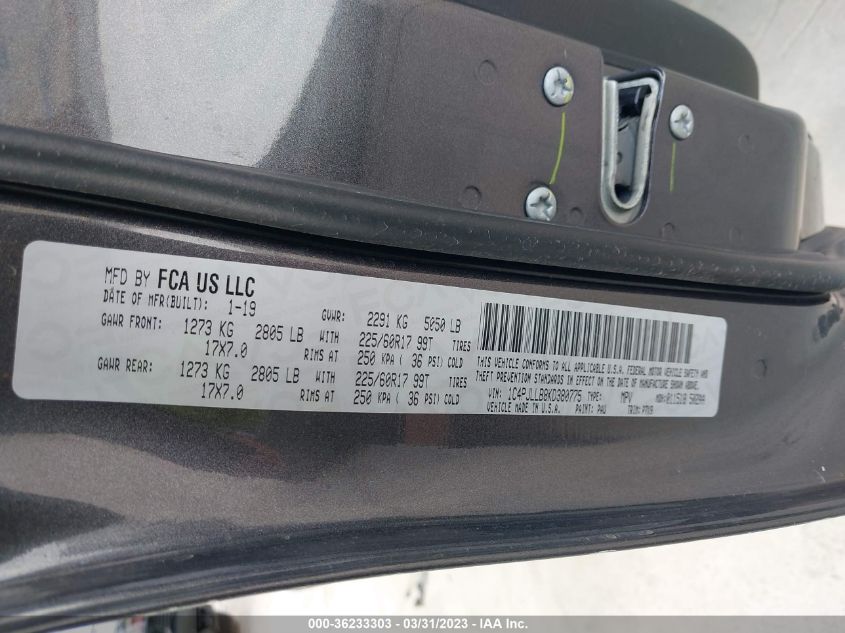 MFD BY FCA US LLC
DATE OF MFR(BUILT): 1-19 GVWR: 2291 KG 5050 LB
GAWR FRONT: 1273 KG 2805 LB WITH 225/60R17 99T TIRES
17X7.0 RIMS AT 250 KPA ( 36 PSI) COLD
GAWR REAR: 1273 KG 2805 LB WITH 225/60R17 99T TIRES
17X7.0 RIMS AT 250 KPA ( 36 PSI) COLD
THIS VEHICLE CONFORMS TO ALL APPLICABLE U.S.A. FEDERAL MOTOR VEHICLE SAFETY AND
THEFT PREVENTION STANDARDS IN EFFECT ON THE DATE OF MANUFACTURE SHOWN ABOVE.
VIN: 1C4PJLLB8KD380775 TYPE: MPV MDH: 011518
VEHICLE MADE IN U.S.A. PAINT: PAU TRIM:
000-36233303 - 03/31/2023 - IAA Inc.